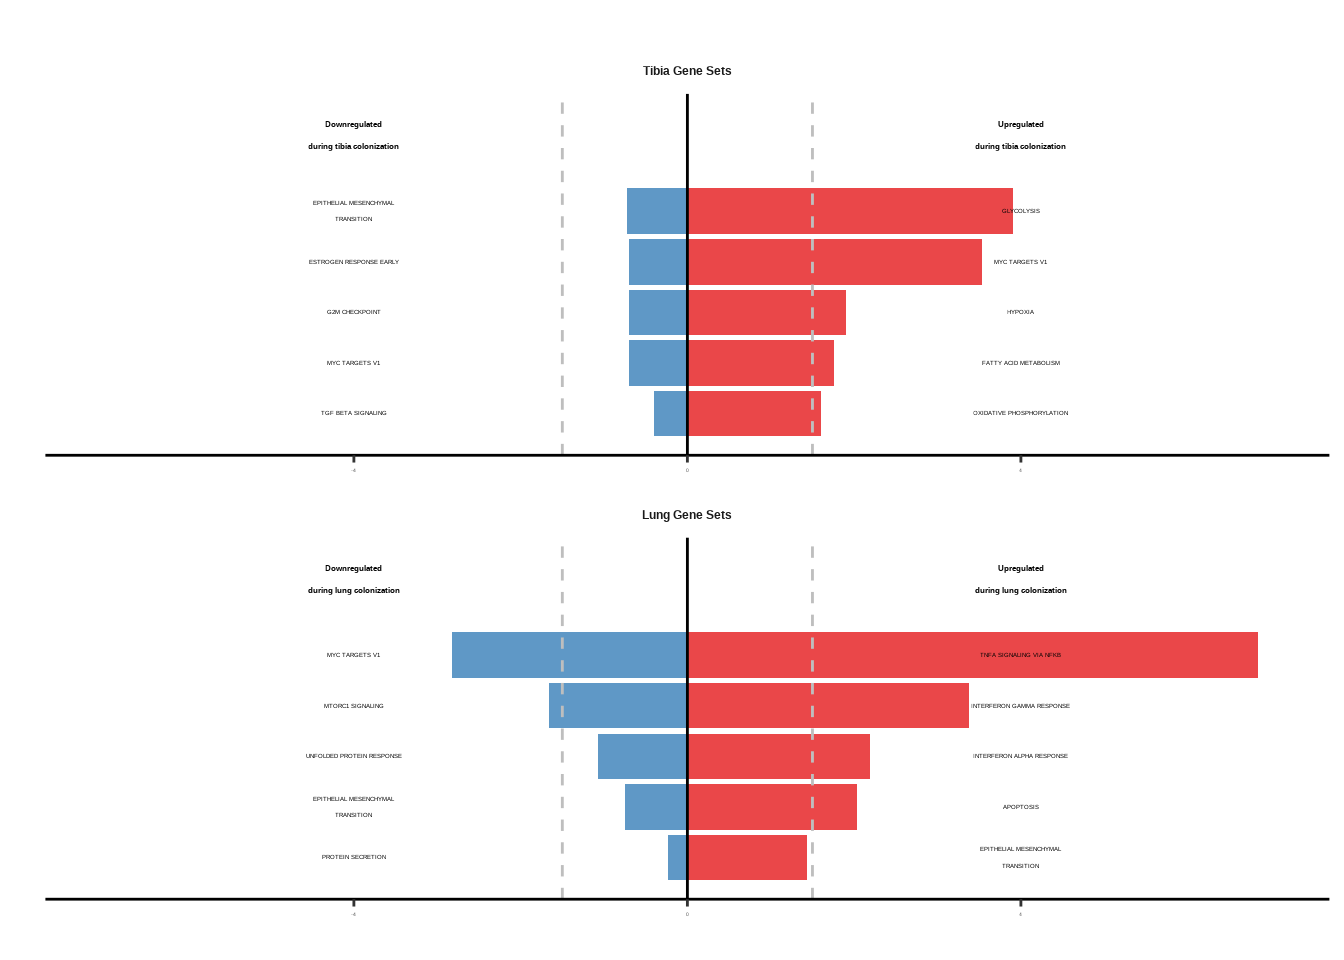 Tibia Gene Sets
Downregulated
during tibia colonization
Upregulated
during tibia colonization
EPITHELIAL MESENCHYMAL
TRANSITION
GLYCOLYSIS
ESTROGEN RESPONSE EARLY
MYC TARGETS V1
G2M CHECKPOINT
HYPOXIA
MYC TARGETS V1
FATTY ACID METABOLISM
TGF BETA SIGNALING
OXIDATIVE PHOSPHORYLATION
-4
0
4
Lung Gene Sets
Downregulated
during lung colonization
Upregulated
during lung colonization
MYC TARGETS V1
TNFA SIGNALING VIA NFKB
MTORC1 SIGNALING
INTERFERON GAMMA RESPONSE
UNFOLDED PROTEIN RESPONSE
INTERFERON ALPHA RESPONSE
EPITHELIAL MESENCHYMAL
TRANSITION
APOPTOSIS
PROTEIN SECRETION
EPITHELIAL MESENCHYMAL
TRANSITION
-4
0
4